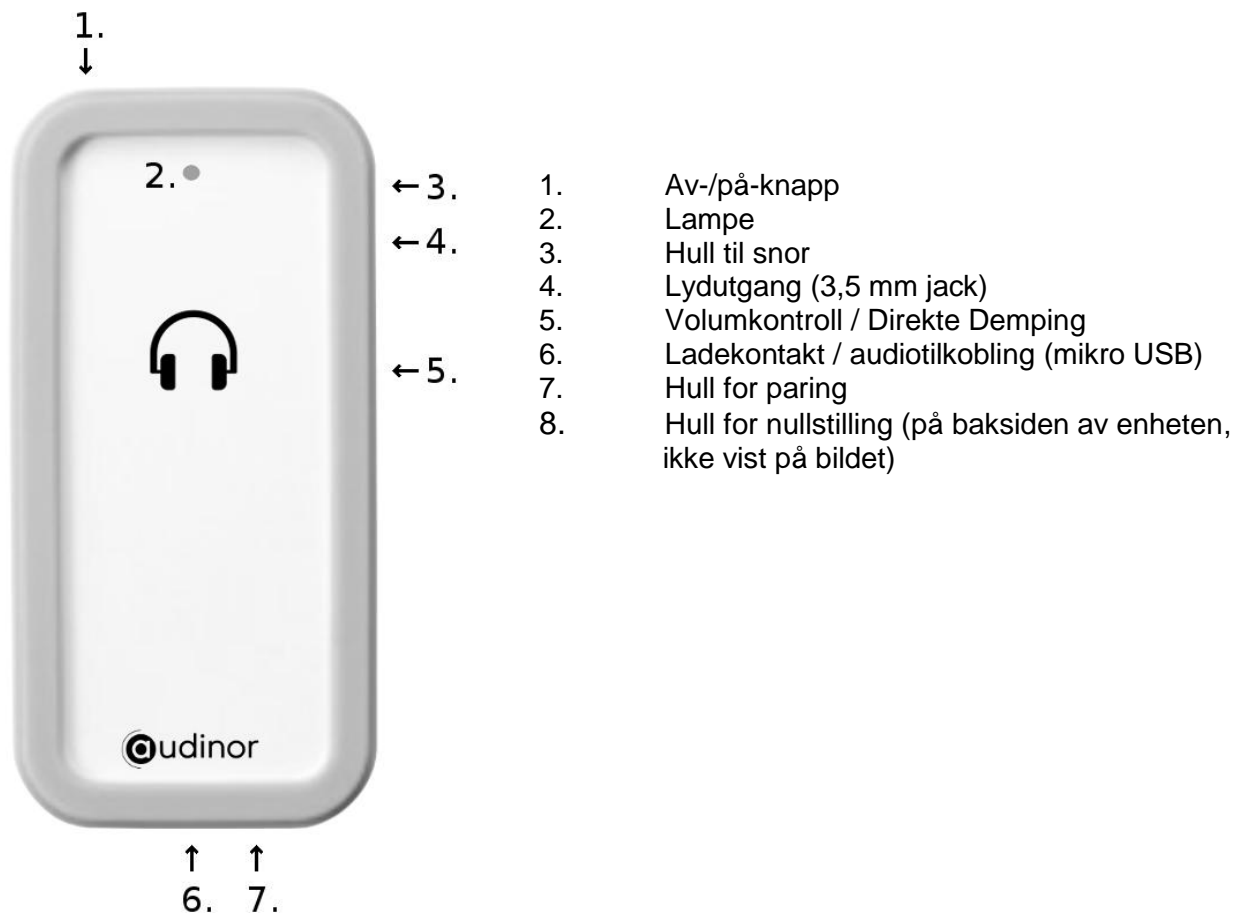 1.
↓
2.
←3.
←4.
←5.
audinor
↑ ↑
6. 7.
1. Av-/på-knapp
2. Lampe
3. Hull til snor
4. Lydutgang (3,5 mm jack)
5. Volumkontroll / Direkte Demping
6. Ladekontakt / audiotilkobling (mikro USB)
7. Hull for paring
8. Hull for nullstilling (på baksiden av enheten,
ikke vist på bildet)